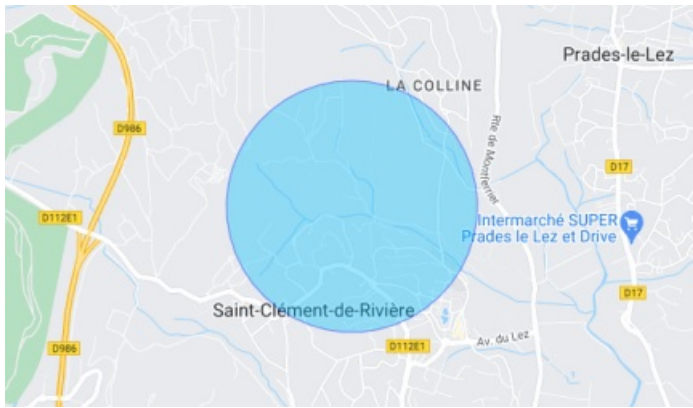 Prades-le-Lez
LA COLLINE
D986
Rte de Montferrier
D17
D112E1
Intermarché SUPER
Prades le Lez et Drive
D17
Saint-Clément-de-Rivière
Av. du Lez
D986
D112E1